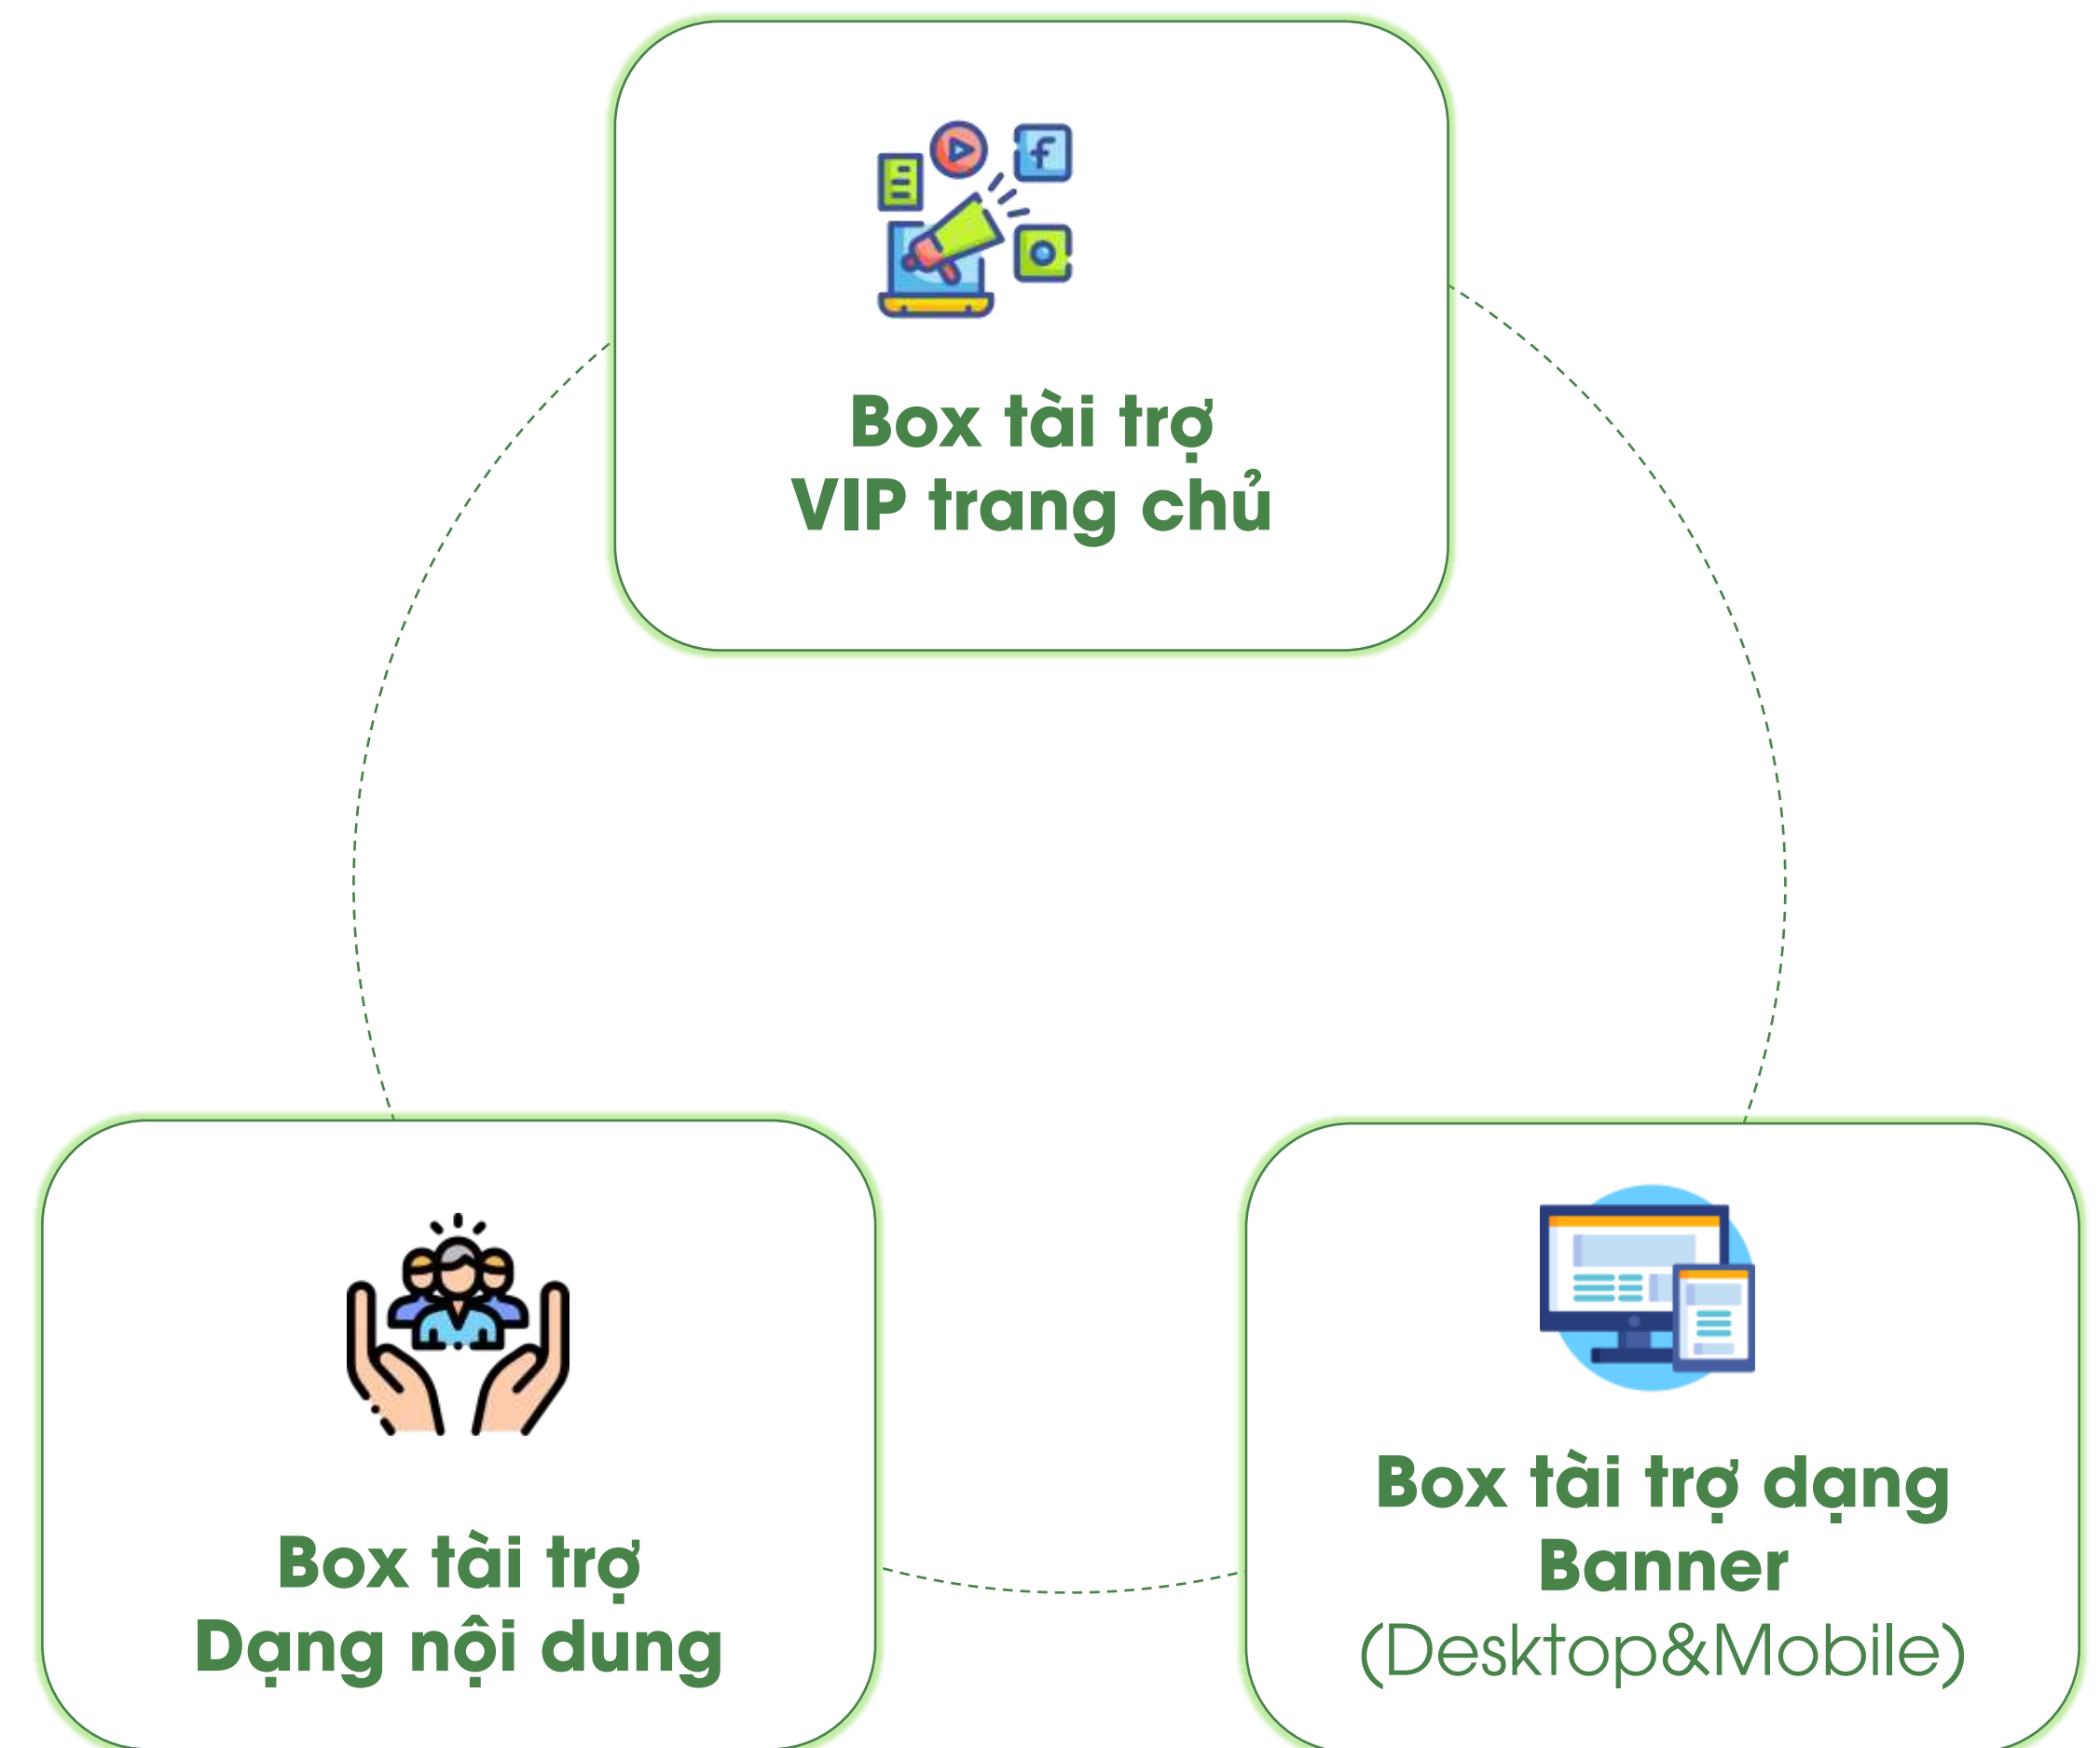 Box tài trợ
VIP trang chủ
Box tài trợ
Dạng nội dung
Box tài trợ dạng
Banner
(Desktop&Mobile)